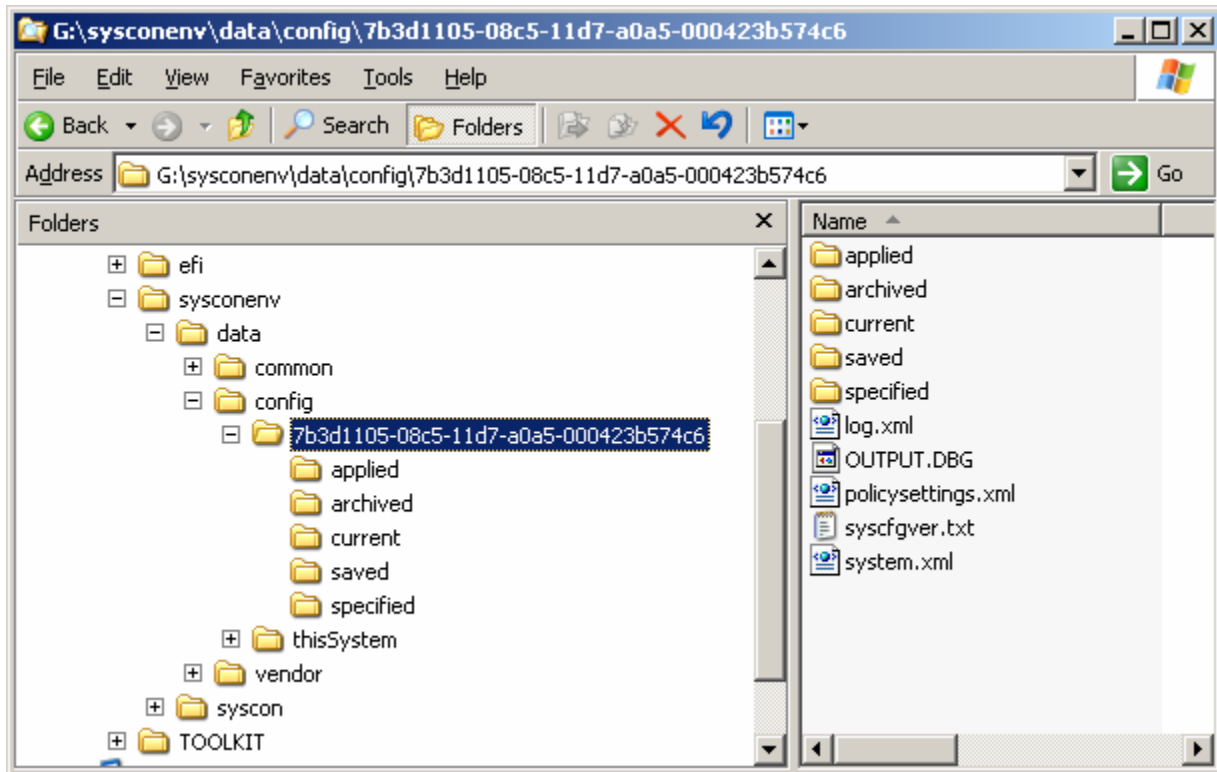 G:\sysconenv\data\config\7b3d1105-08c5-11d7-a0a5-000423b574c6
File Edit View Favorites Tools Help
Back Search Folders
Address G:\sysconenv\data\config\7b3d1105-08c5-11d7-a0a5-000423b574c6 Go
Folders
efi
sysconenv
data
common
config
7b3d1105-08c5-11d7-a0a5-000423b574c6
applied
archived
current
saved
specified
thisSystem
vendor
syscon
TOOLKIT
Name
applied
archived
current
saved
specified
log.xml
OUTPUT.DBG
policysettings.xml
syscfgver.txt
system.xml